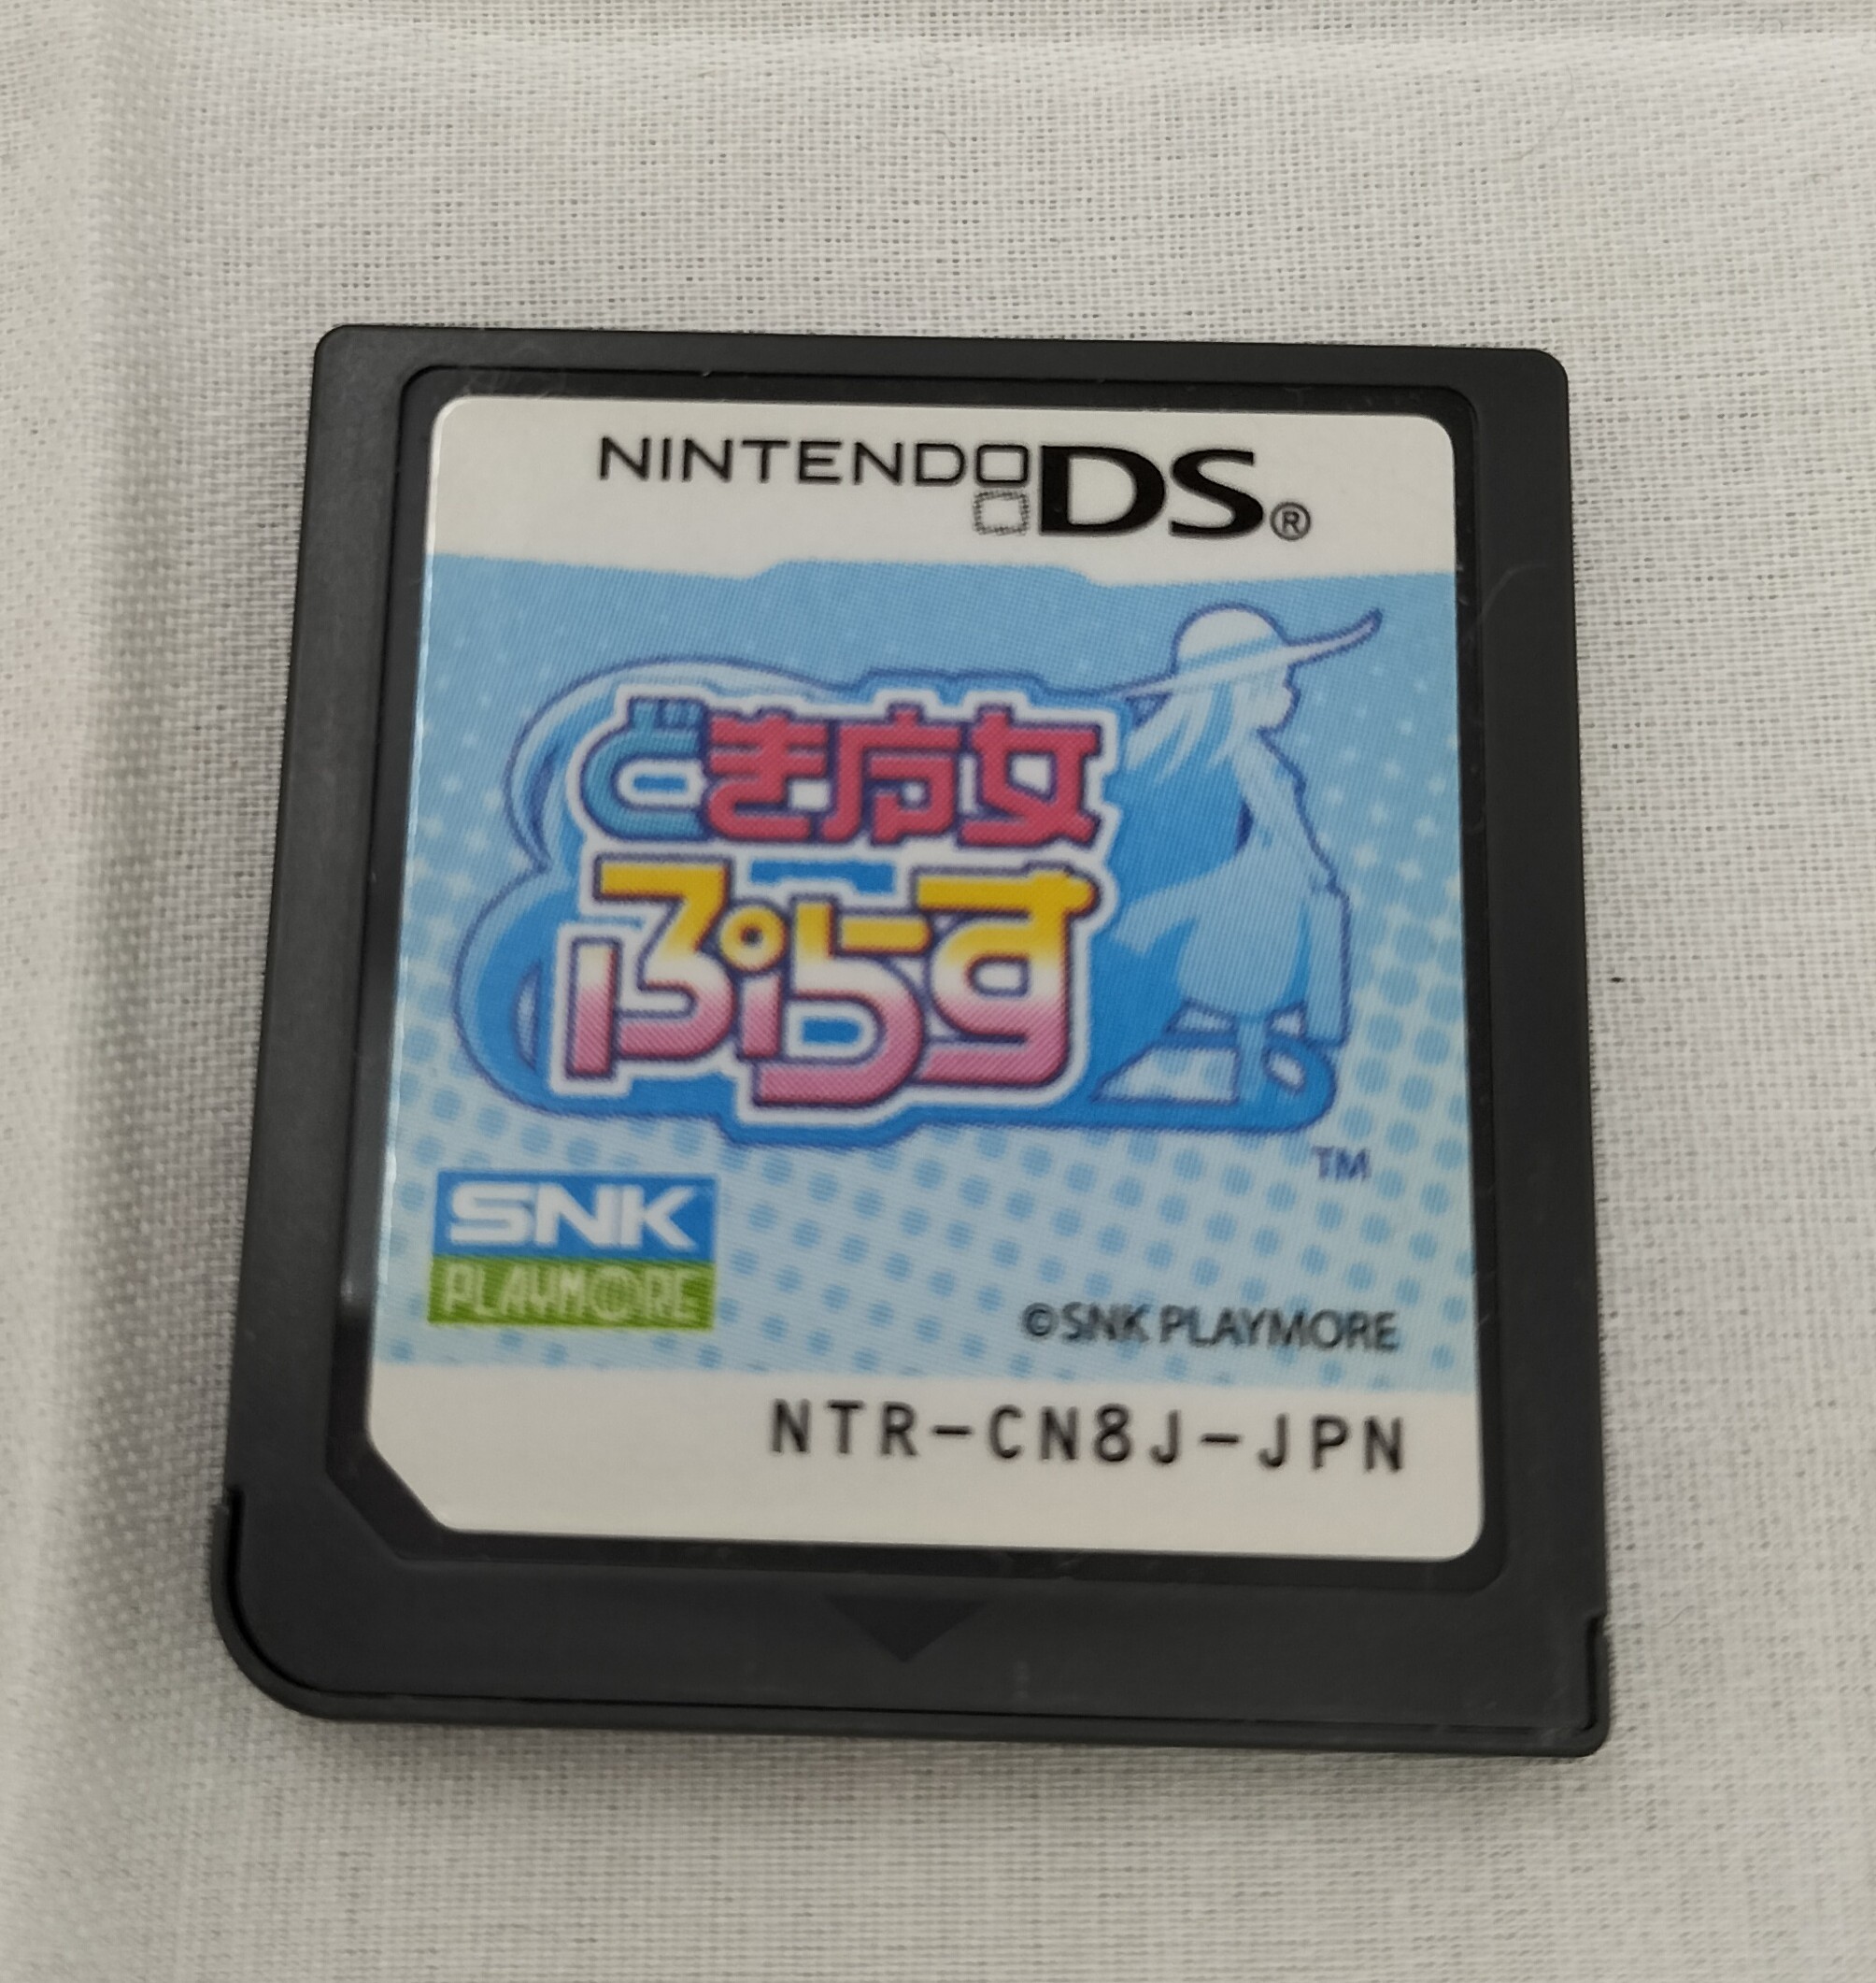 NINTENDO DS®
どき魔女
ぷらす
TM
SNK
PLAYMORE
©SNK PLAYMORE
NTR-CN8J-JPN